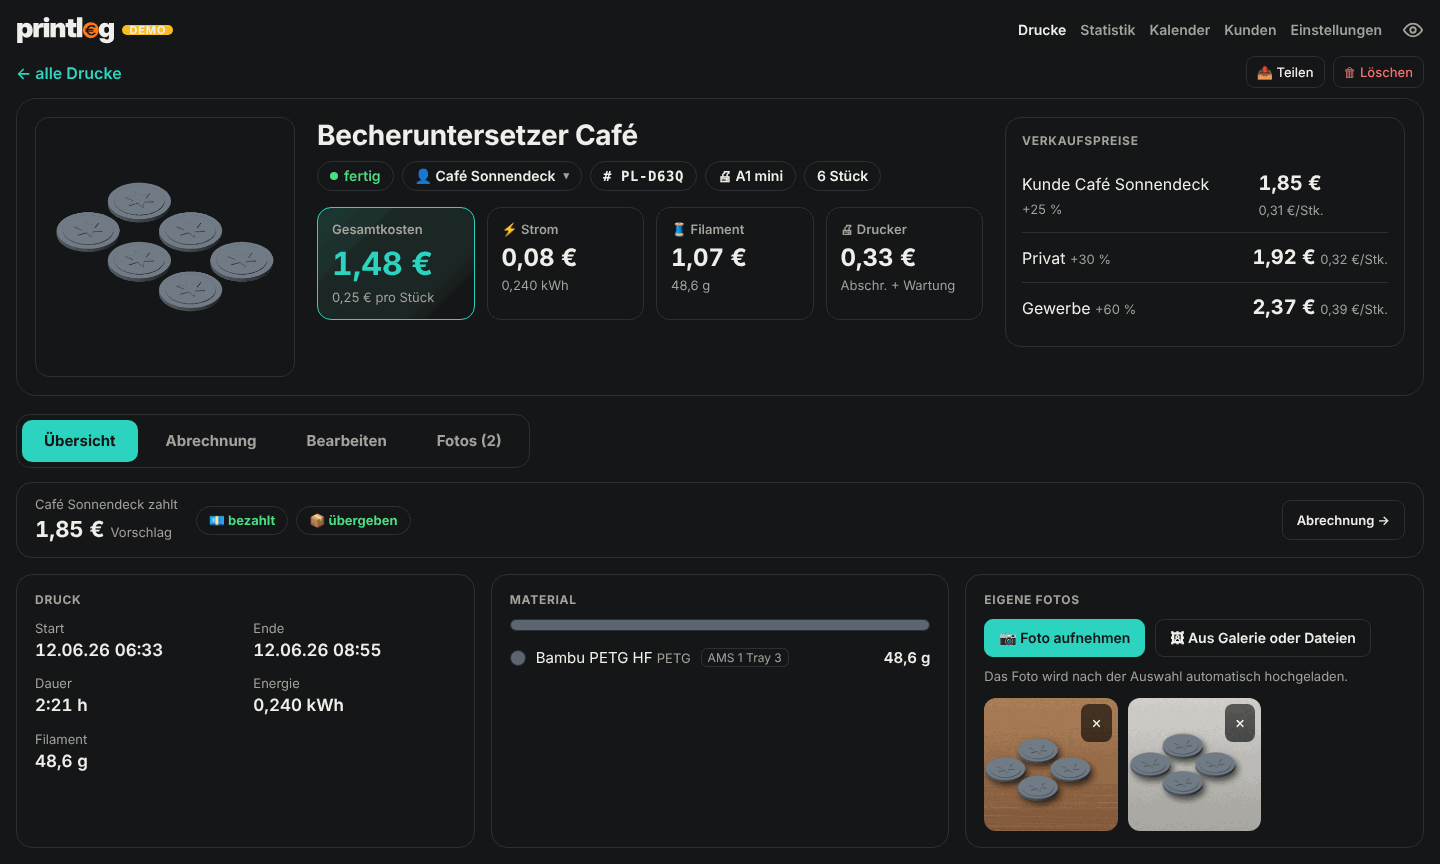 printlog DEMO
Drucke Statistik Kalender Kunden Einstellungen
← alle Drucke
Teilen
Löschen
Becheruntersetzer Café
fertig
Café Sonnendeck ▾
# PL-D63Q
A1 mini
6 Stück
Gesamtkosten
1,48 €
0,25 € pro Stück
⚡ Strom
0,08 €
0,240 kWh
Filament
1,07 €
48,6 g
Drucker
0,33 €
Abschr. + Wartung
VERKAUFSPREISE
Kunde Café Sonnendeck 1,85 €
+25 % 0,31 €/Stk.
Privat +30 % 1,92 € 0,32 €/Stk.
Gewerbe +60 % 2,37 € 0,39 €/Stk.
Übersicht Abrechnung Bearbeiten Fotos (2)
Café Sonnendeck zahlt
1,85 € Vorschlag
bezahlt
übergeben
Abrechnung →
DRUCK
Start
12.06.26 06:33
Ende
12.06.26 08:55
Dauer
2:21 h
Energie
0,240 kWh
Filament
48,6 g
MATERIAL
Bambu PETG HF PETG AMS 1 Tray 3 48,6 g
EIGENE FOTOS
Foto aufnehmen
Aus Galerie oder Dateien
Das Foto wird nach der Auswahl automatisch hochgeladen.
× ×